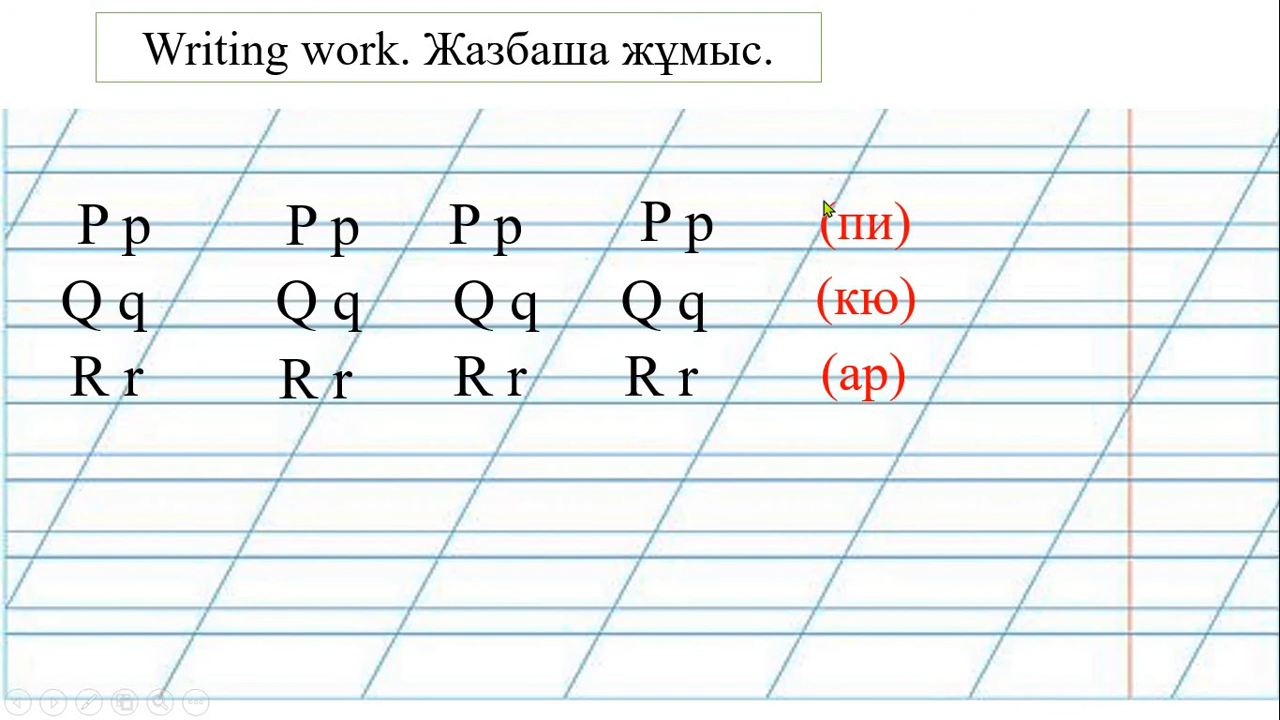 Writing work. Жазбаша жұмыс.
P p P p P p P p (пи)
Q q Q q Q q Q q (кю)
R r R r R r R r (ар)